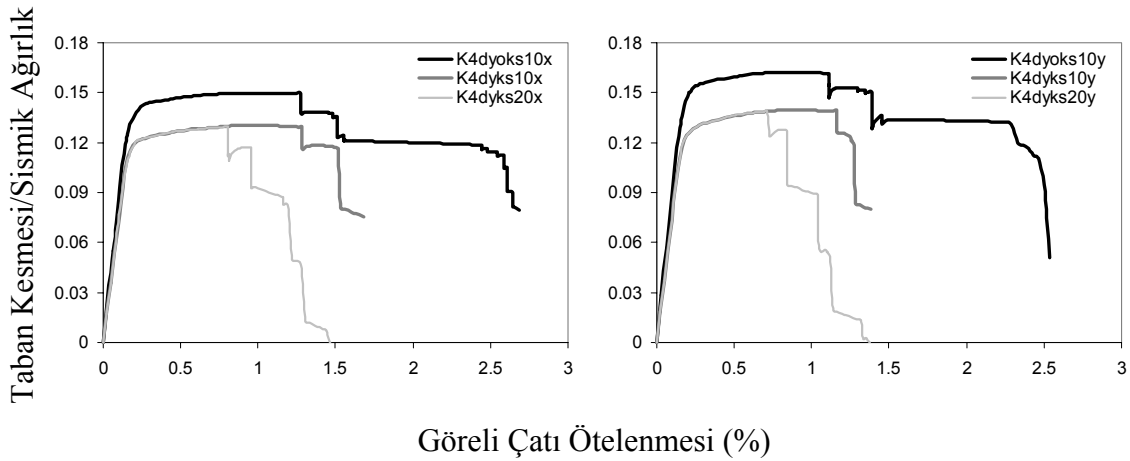 Taban Kesmesi/Sismik Ağırlık
0.18
0.15
0.12
0.09
0.06
0.03
0
0 0.5 1 1.5 2 2.5 3
K4dyoks10x
K4dyks10x
K4dyks20x
0.18
0.15
0.12
0.09
0.06
0.03
0
0 0.5 1 1.5 2 2.5 3
K4dyoks10y
K4dyks10y
K4dyks20y
Göreli Çatı Ötelenmesi (%)